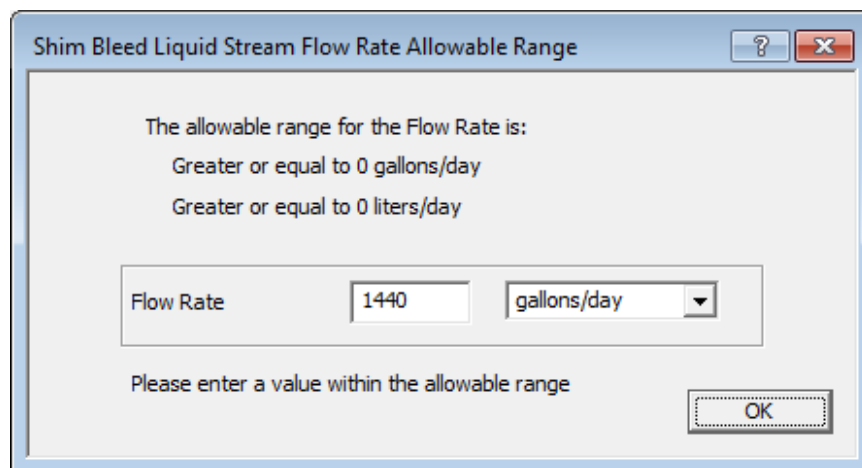 Shim Bleed Liquid Stream Flow Rate Allowable Range
The allowable range for the Flow Rate is:
Greater or equal to 0 gallons/day
Greater or equal to 0 liters/day
Flow Rate 1440 gallons/day
Please enter a value within the allowable range
OK